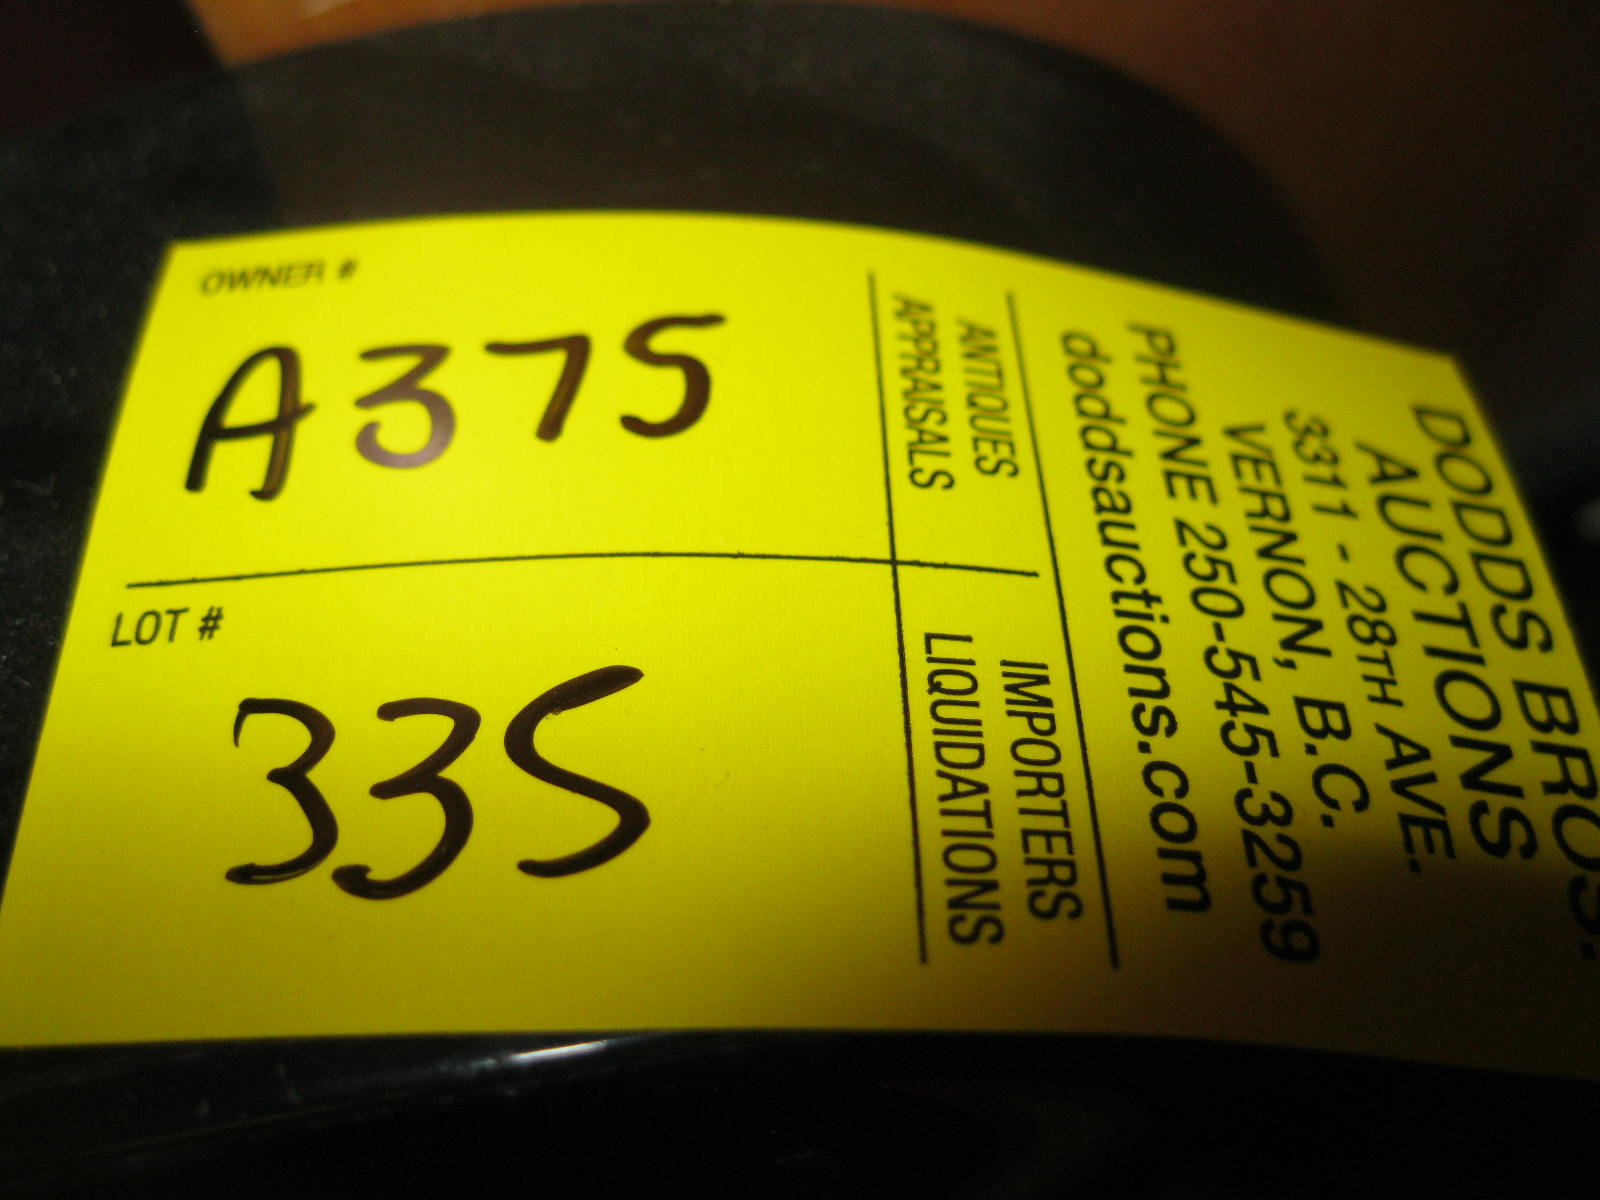 OWNER #
A375
LOT #
335
ANTIQUES
APPRAISALS
IMPORTERS
LIQUIDATIONS
DODDS BROS.
AUCTIONS
3311 - 28TH AVE.
VERNON, B.C.
PHONE 250-545-3259
doddsauctions.com